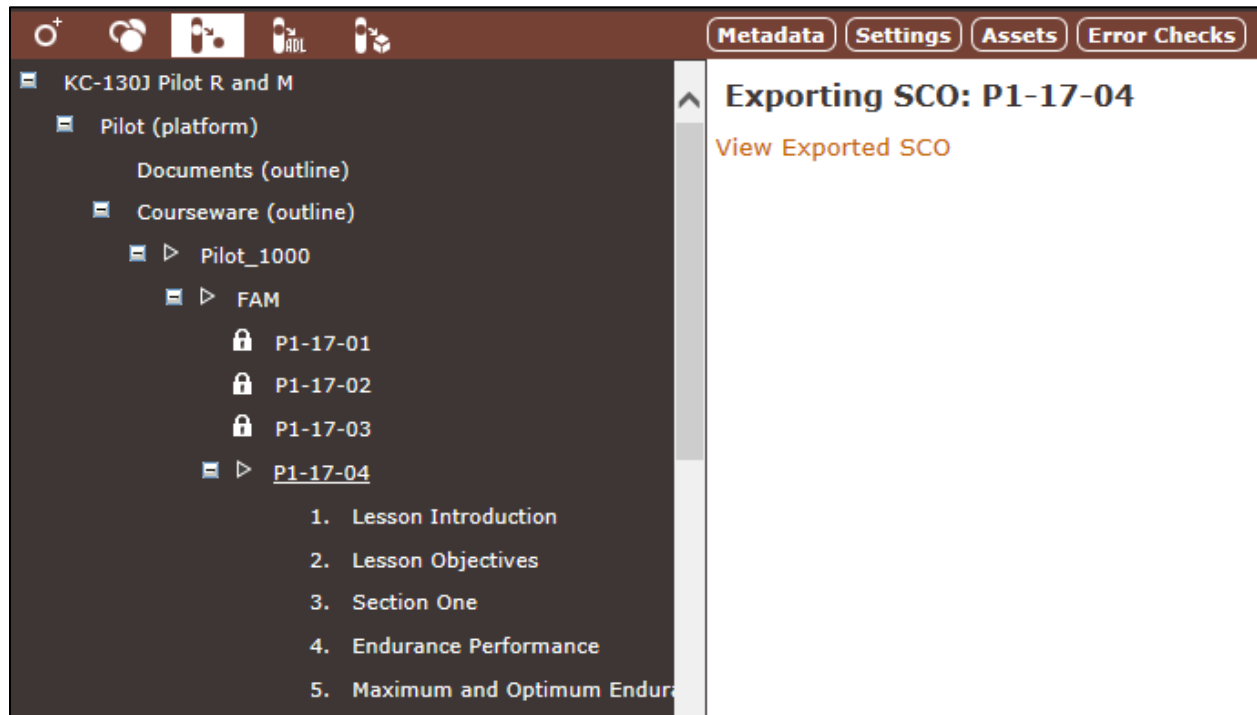 ADL
Metadata Settings Assets Error Checks
KC-130J Pilot R and M
Pilot (platform)
Documents (outline)
Courseware (outline)
Pilot_1000
FAM
P1-17-01
P1-17-02
P1-17-03
P1-17-04
1. Lesson Introduction
2. Lesson Objectives
3. Section One
4. Endurance Performance
5. Maximum and Optimum Endur
Exporting SCO: P1-17-04
View Exported SCO